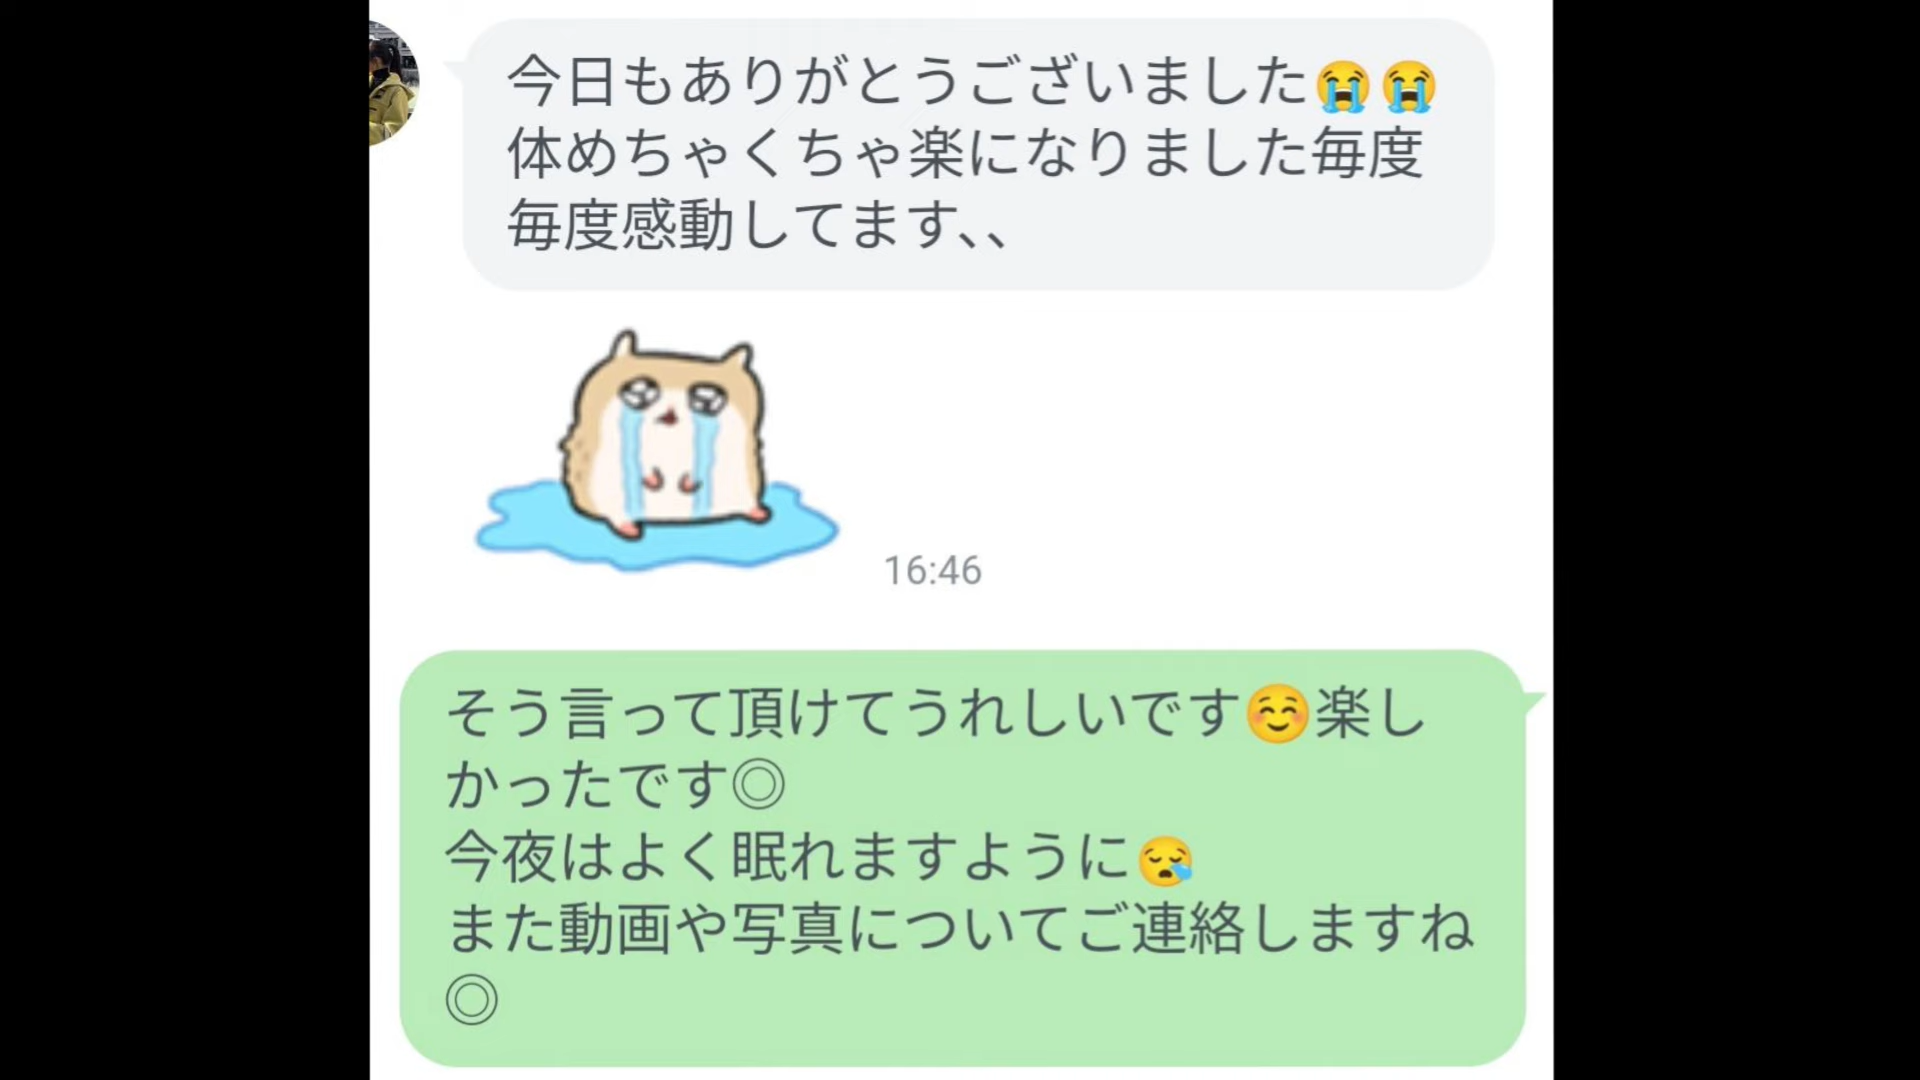 今日もありがとうございました😭😭
体めちゃくちゃ楽になりました毎度
毎度感動してます、、
16:46
そう言って頂けてうれしいです☺️楽し
かったです◎
今夜はよく眠れますように😪
また動画や写真についてご連絡しますね
◎